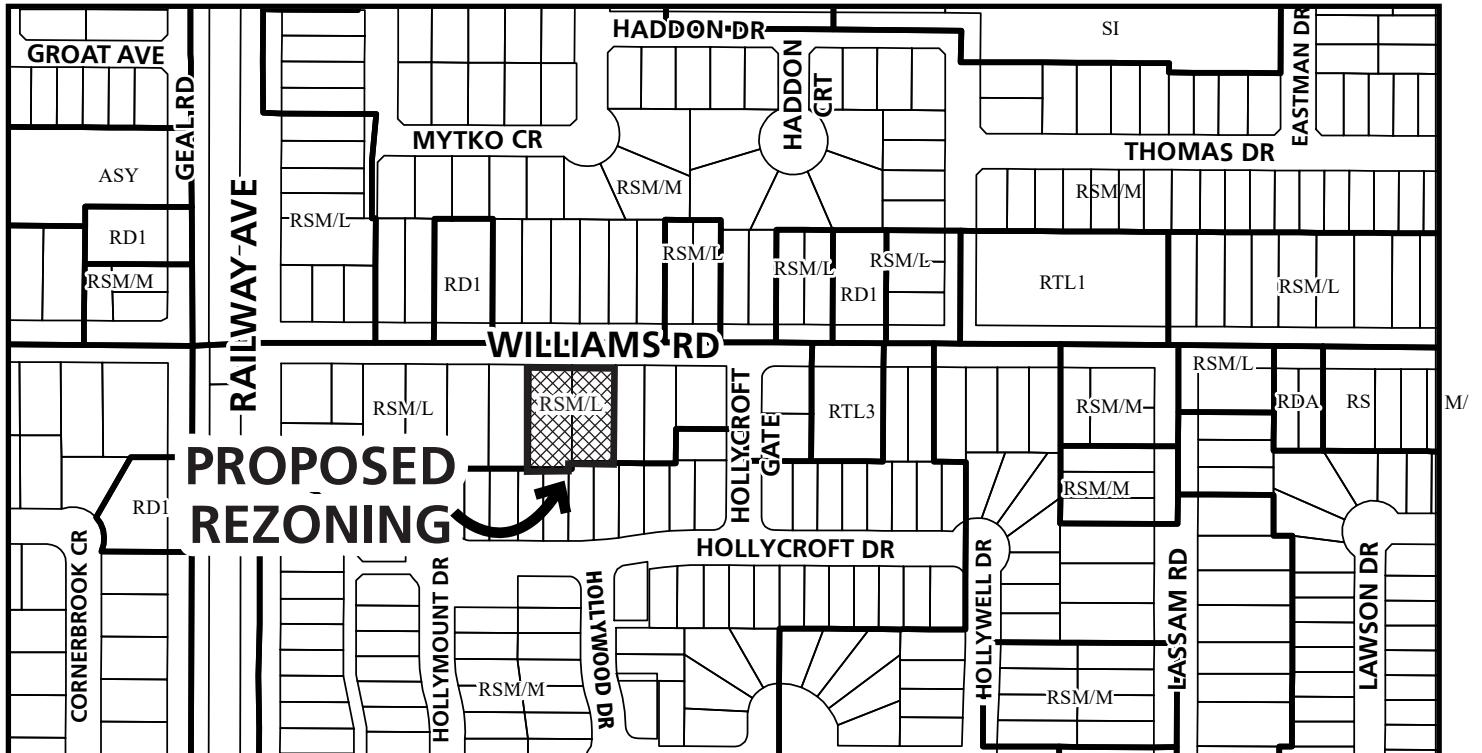 HADDON DR
SI
GROAT AVE
EASTMAN DR
GEAL RD
HADDON
CRT
MYTKO CR
THOMAS DR
ASY
RSM/M
RSM/M
RAILWAY AVE
RSM/L
RD1
RSM/L
RSM/L
RSM/L
RSM/M
RD1
RD1
RTL1
RSM/L
WILLIAMS RD
RSM/L
RSM/L
RSM/L
HOLLYCROFT
GATE
RTL3
RSM/M
RDA
RS
M/
PROPOSED
REZONING
RD1
RSM/M
HOLLYCROFT DR
CORNERBROOK CR
HOLLYMOUNT DR
HOLLYWOOD DR
HOLLYWELL DR
LASSAM RD
LAWSON DR
RSM/M
RSM/M